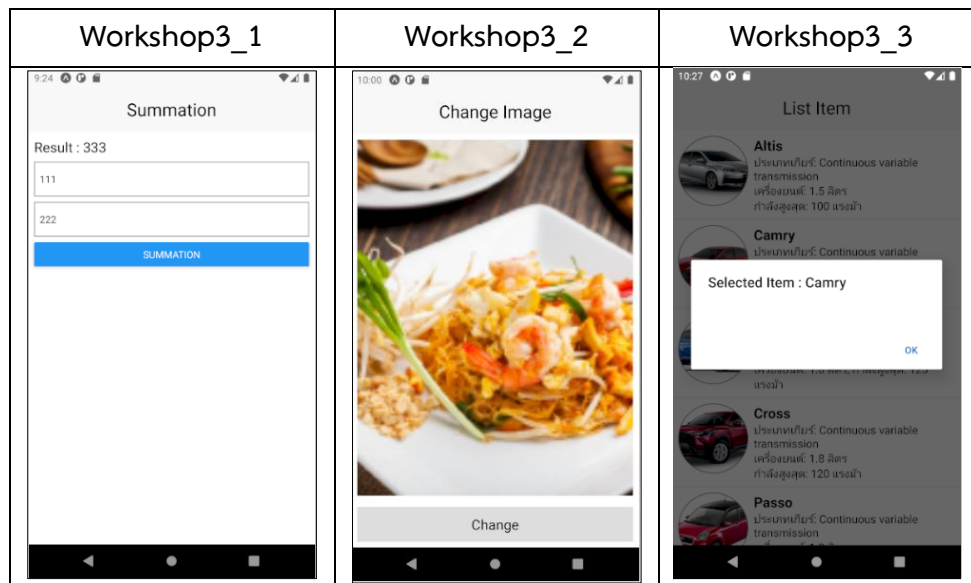 Workshop3_1
Workshop3_2
Workshop3_3
9:24
Summation
Result : 333
111
222
SUMMATION
10:00
Change Image
Change
10:27
List Item
Altis
ประเภทเกียร์: Continuous variable
transmission
เครื่องยนต์: 1.5 ลิตร
กำลังสูงสุด: 100 แรงม้า
Camry
ประเภทเกียร์: Continuous variable
Selected Item : Camry
OK
แรงม้า
Cross
ประเภทเกียร์: Continuous variable
transmission
เครื่องยนต์: 1.8 ลิตร
กำลังสูงสุด: 120 แรงม้า
Passo
ประเภทเกียร์: Continuous variable
transmission